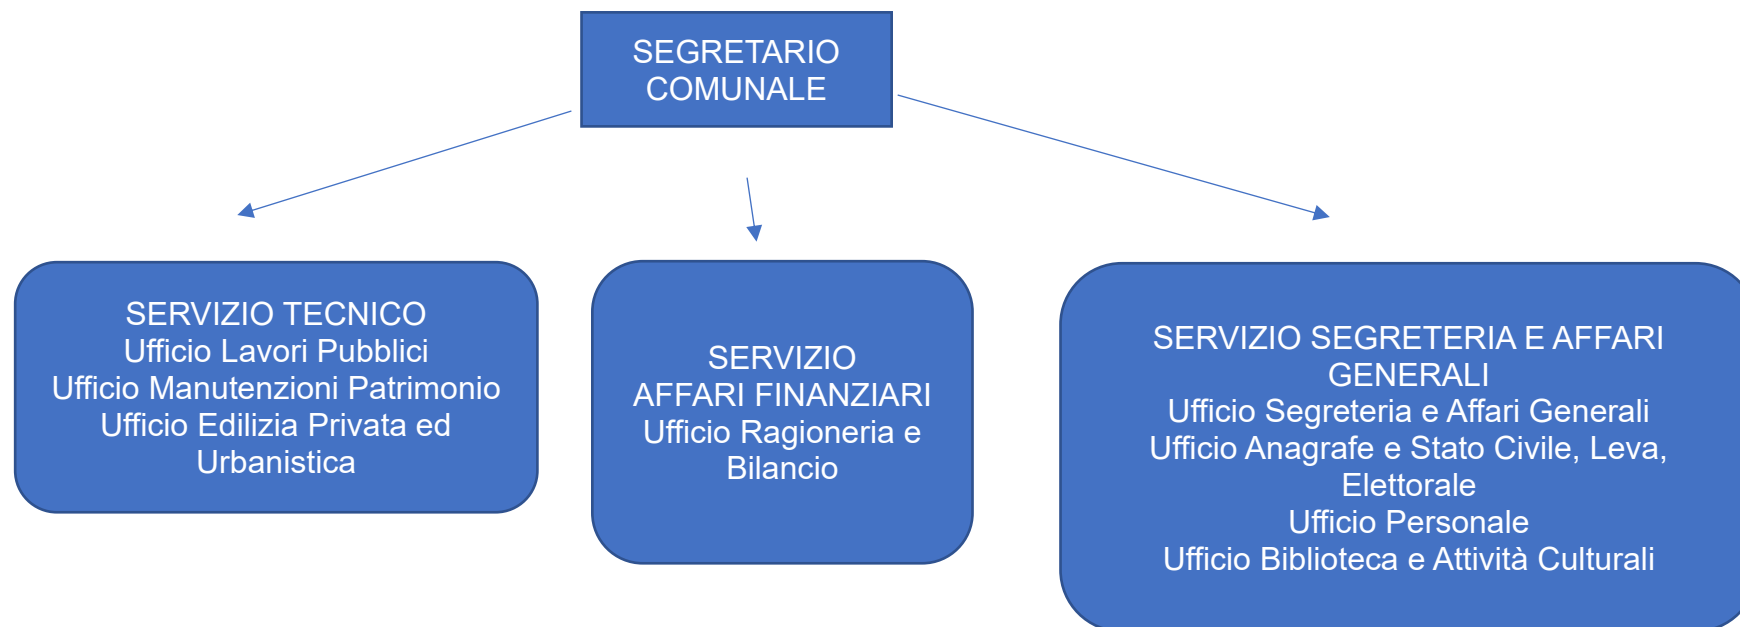 SEGRETARIO
COMUNALE
SERVIZIO TECNICO
Ufficio Lavori Pubblici
Ufficio Manutenzioni Patrimonio
Ufficio Edilizia Privata ed
Urbanistica
SERVIZIO
AFFARI FINANZIARI
Ufficio Ragioneria e
Bilancio
SERVIZIO SEGRETERIA E AFFARI
GENERALI
Ufficio Segreteria e Affari Generali
Ufficio Anagrafe e Stato Civile, Leva,
Elettorale
Ufficio Personale
Ufficio Biblioteca e Attività Culturali